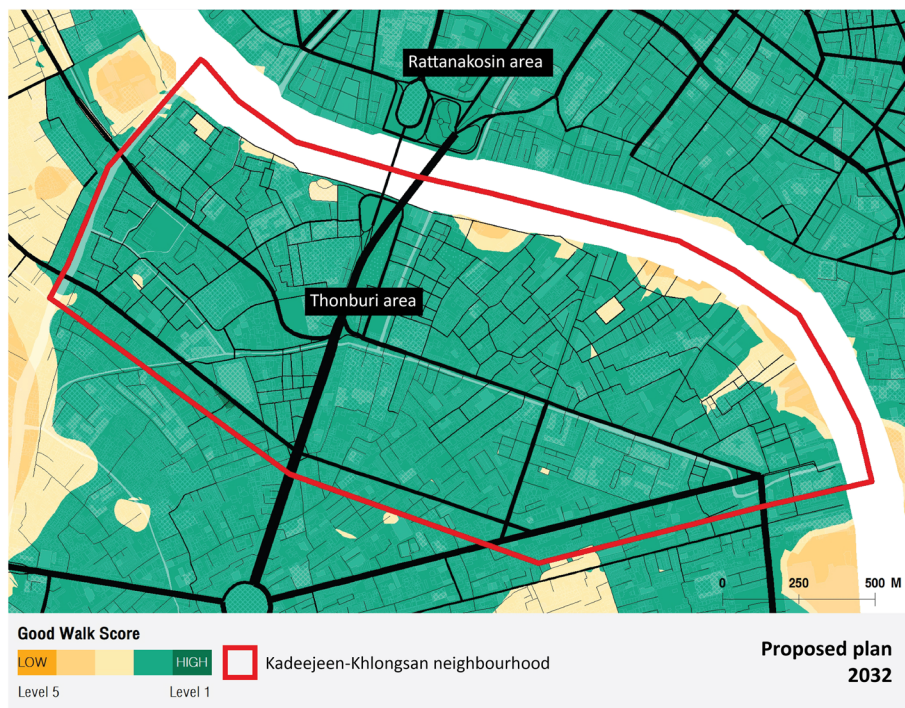 Rattanakosin area
Thonburi area
0 250 500 M
Good Walk Score
LOW HIGH
Level 5 Level 1
Kadeejeen-Khlongsan neighbourhood
Proposed plan
2032